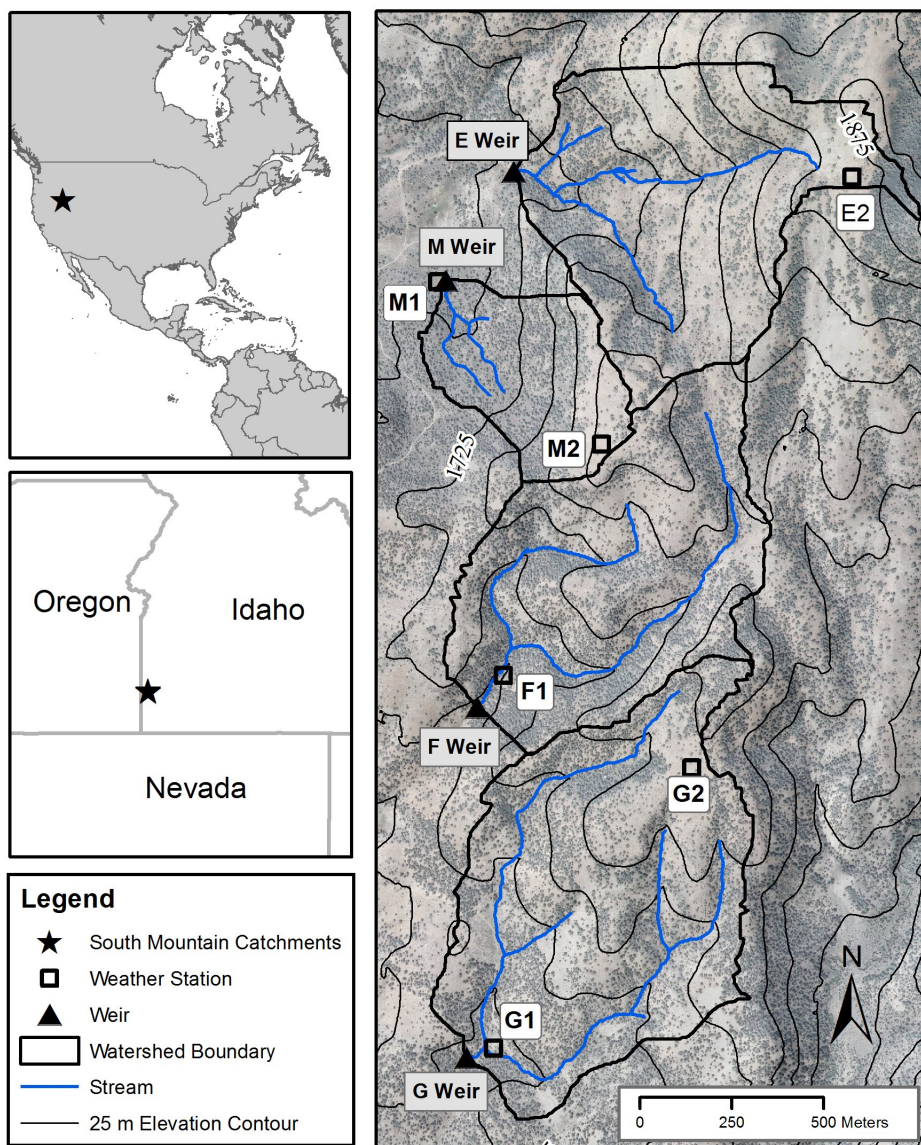 Oregon
Idaho
Nevada
Legend
South Mountain Catchments
Weather Station
Weir
Watershed Boundary
Stream
25 m Elevation Contour
E Weir
1875
E2
M Weir
M1
M2
1725
F1
F Weir
G2
G1
G Weir
N
0 250 500 Meters